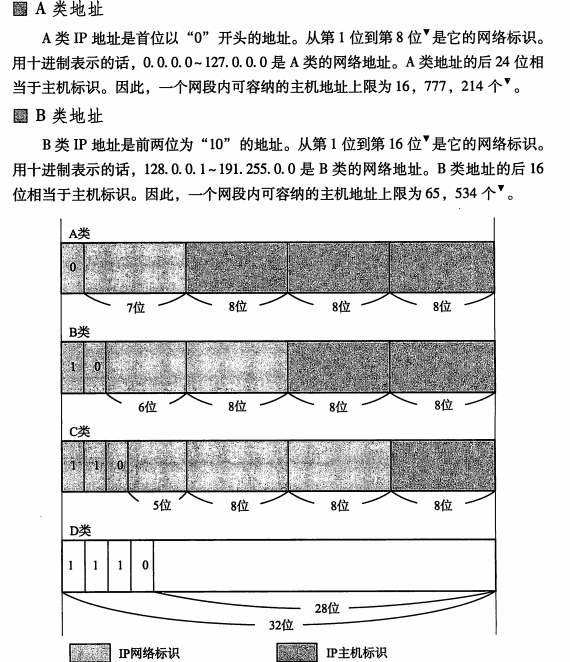 A 类地址
A 类 IP 地址是首位以“0”开头的地址。从第 1 位到第 8 位▼是它的网络标识。
用十进制表示的话，0.0.0.0~127.0.0.0 是 A 类的网络地址。A 类地址的后 24 位相
当于主机标识。因此，一个网段内可容纳的主机地址上限为 16，777，214 个▼。
B 类地址
B 类 IP 地址是前两位为“10”的地址。从第 1 位到第 16 位▼是它的网络标识。
用十进制表示的话，128.0.0.1~191.255.0.0 是 B 类的网络地址。B 类地址的后 16
位相当于主机标识。因此，一个网段内可容纳的主机地址上限为 65，534 个▼。
A类
0
7位 8位 8位 8位
B类
1 0
6位 8位 8位 8位
C类
1 1 0
5位 8位 8位 8位
D类
1 1 1 0
28位
32位
IP网络标识 IP主机标识